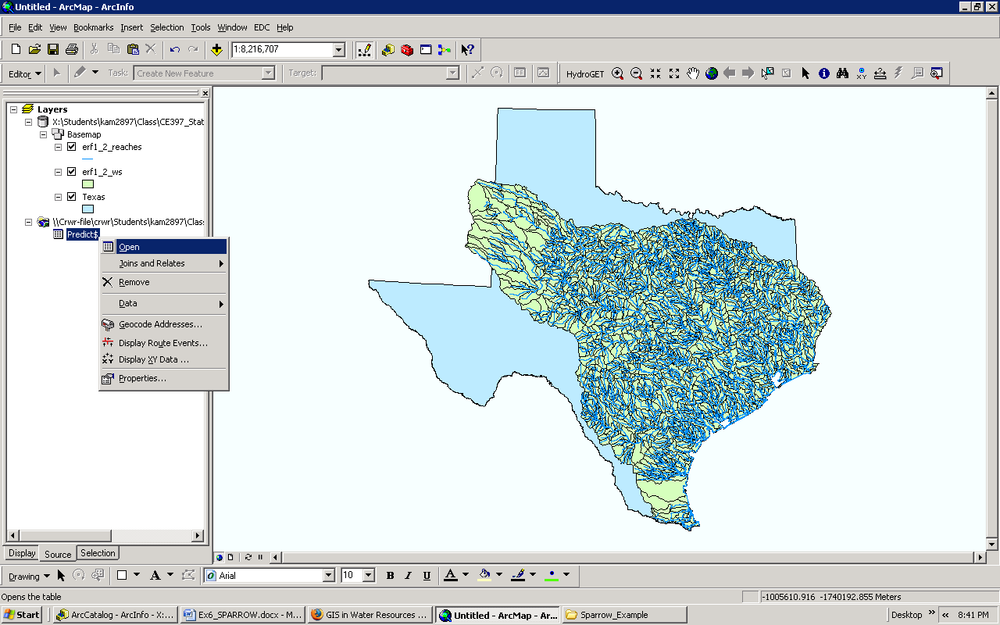 Untitled - ArcMap - ArcInfo
File Edit View Bookmarks Insert Selection Tools Window EDC Help
1:8,216,707
Editor Task: Create New Feature Target: HydroGET
Layers
X:\Students\kam2897\Class\CE397_Stat
Basemap
erf1_2_reaches
erf1_2_ws
Texas
\\Crwr-file\crwr\Students\kam2897\Clas
Predict$
Open
Joins and Relates
Remove
Data
Geocode Addresses...
Display Route Events...
Display XY Data ...
Properties...
Display Source Selection
Drawing A Arial 10 B I U A
Opens the table
-1005610.916 -1740192.855 Meters
Start ArcCatalog - ArcInfo - X:... Ex6_SPARROW.docx - M... GIS in Water Resources ... Untitled - ArcMap - Ar... Sparrow_Example Desktop 8:41 PM